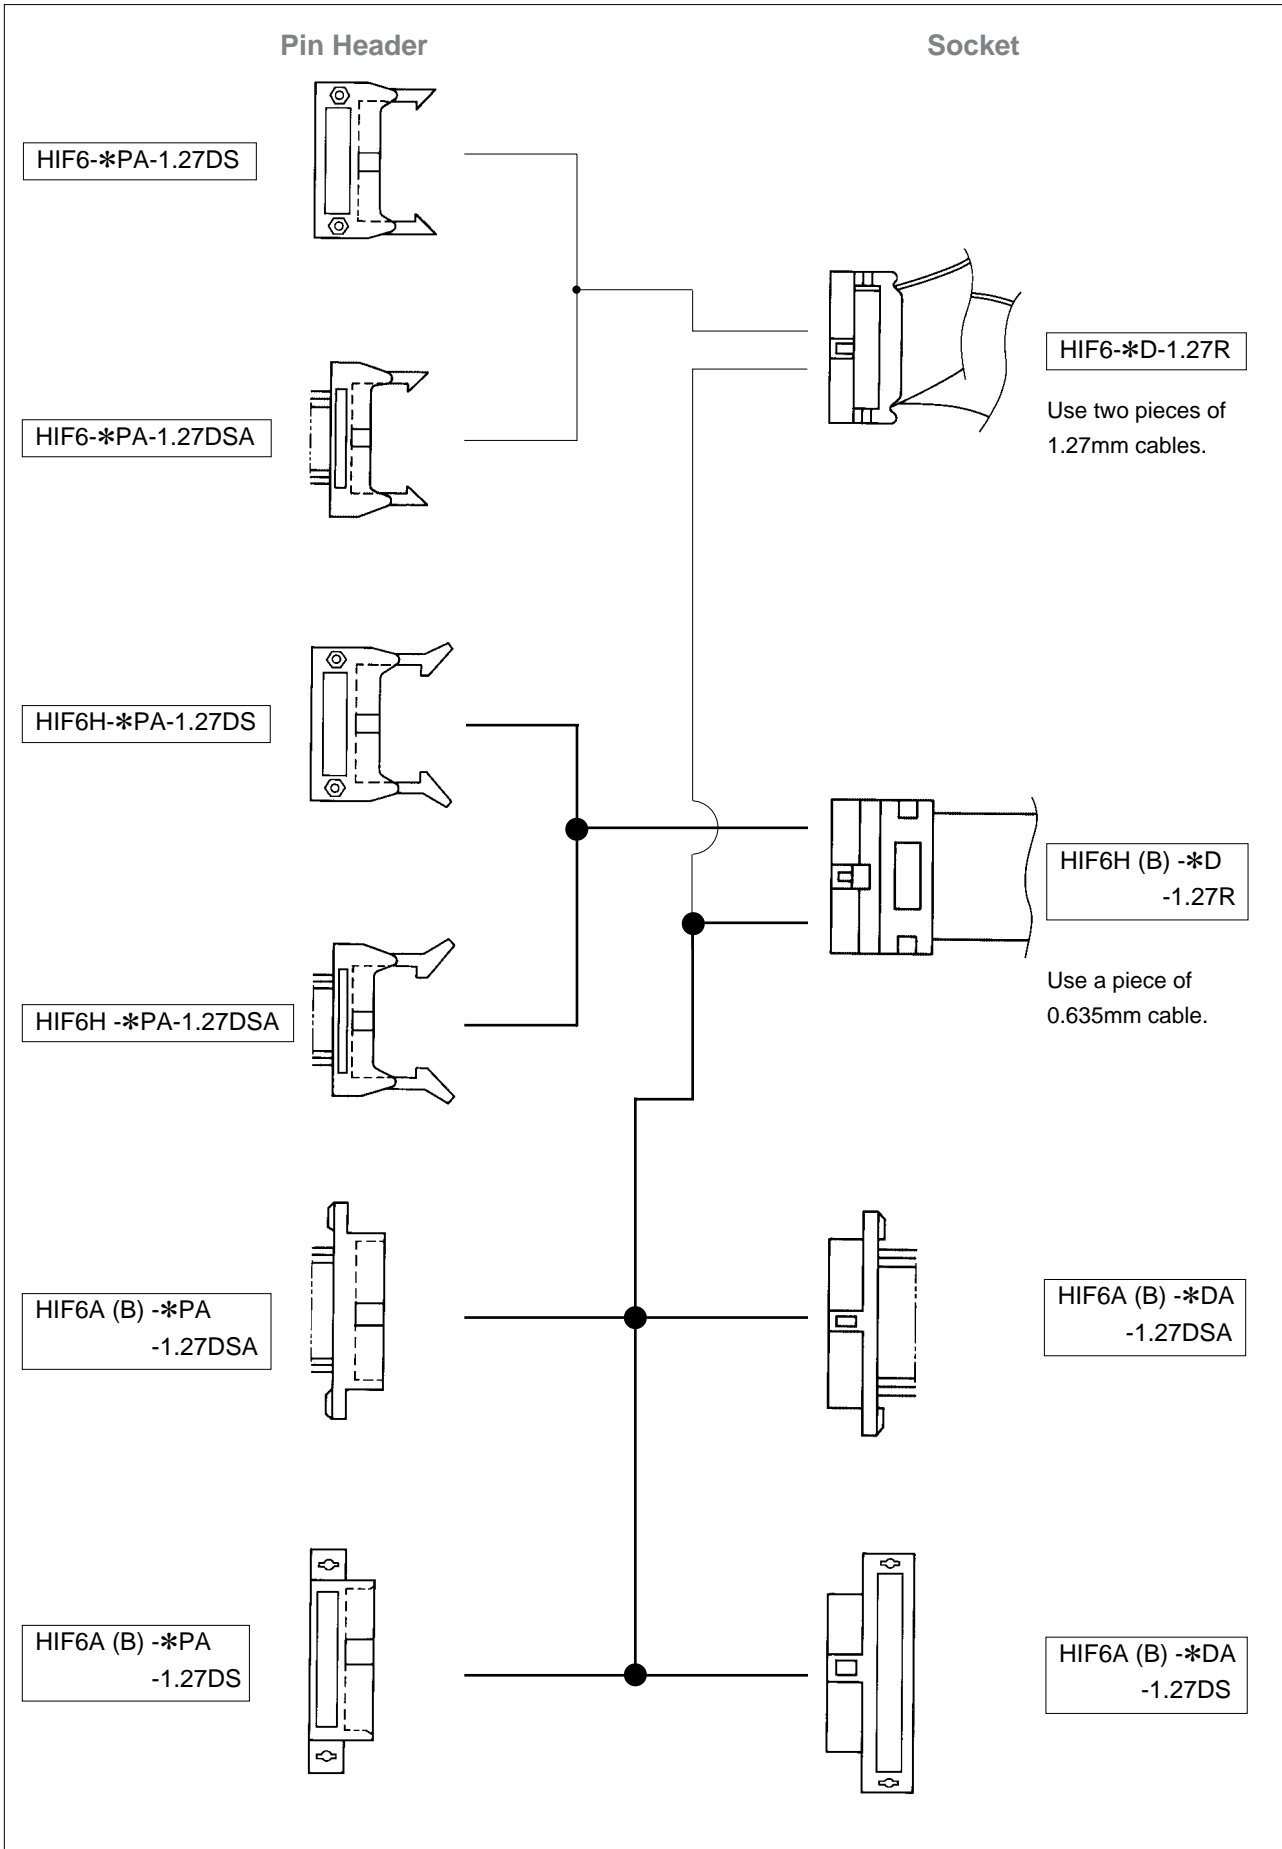 Pin Header
Socket
HIF6-*PA-1.27DS
HIF6-*D-1.27R
Use two pieces of
1.27mm cables.
HIF6-*PA-1.27DSA
HIF6H-*PA-1.27DS
HIF6H (B) -*D
-1.27R
Use a piece of
0.635mm cable.
HIF6H -*PA-1.27DSA
HIF6A (B) -*PA
-1.27DSA
HIF6A (B) -*DA
-1.27DSA
HIF6A (B) -*PA
-1.27DS
HIF6A (B) -*DA
-1.27DS